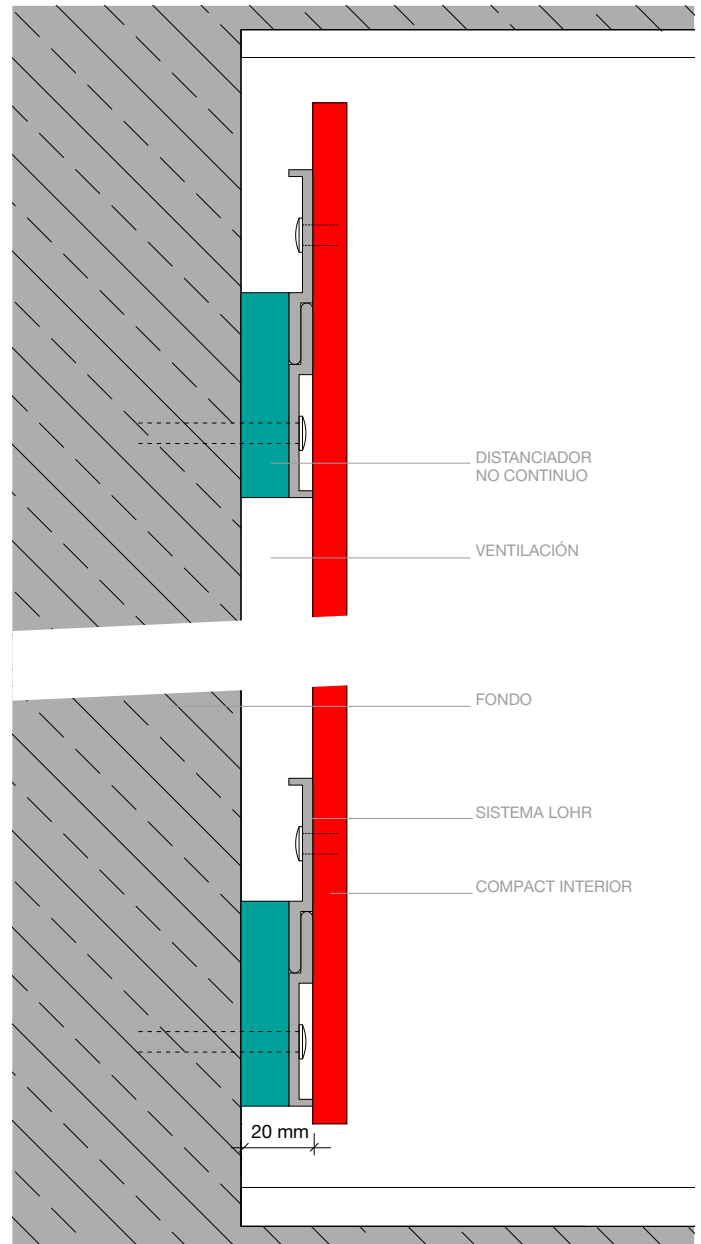 DISTANCIADOR
NO CONTINUO
VENTILACIÓN
FONDO
SISTEMA LOHR
COMPACT INTERIOR
20 mm